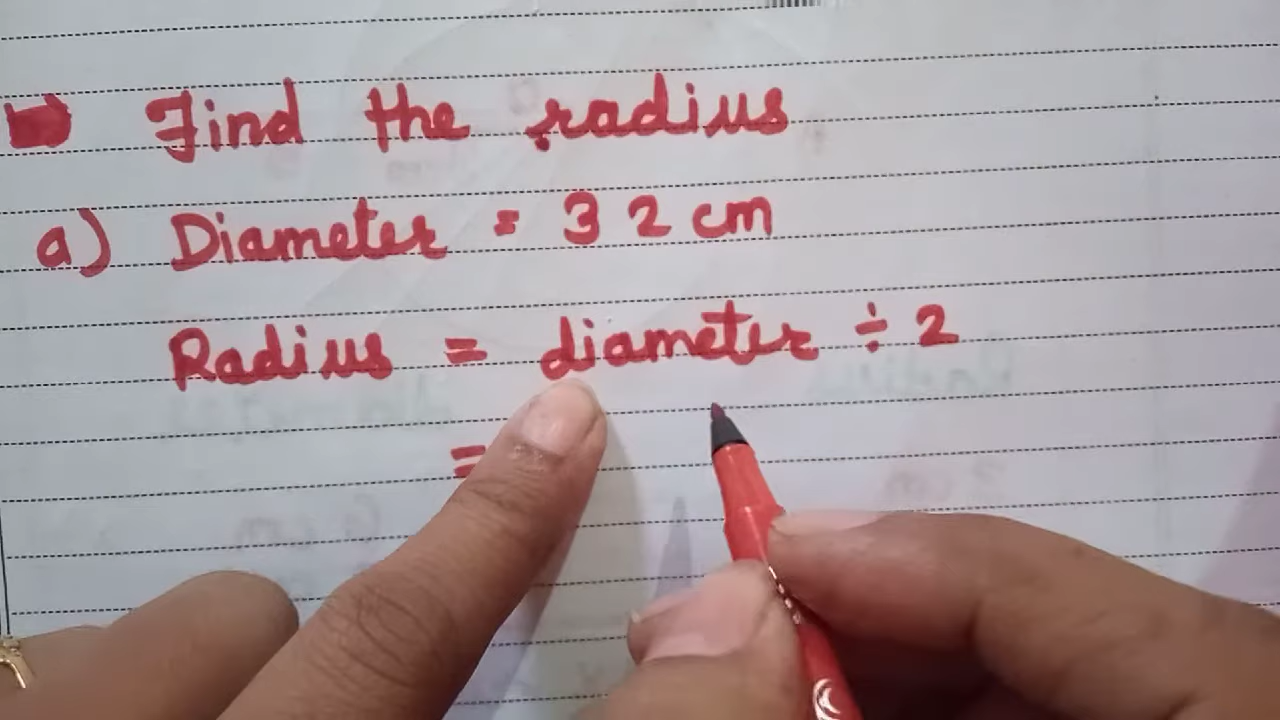 Find the radius
a) Diameter = 32 cm
Radius = diameter ÷ 2
=